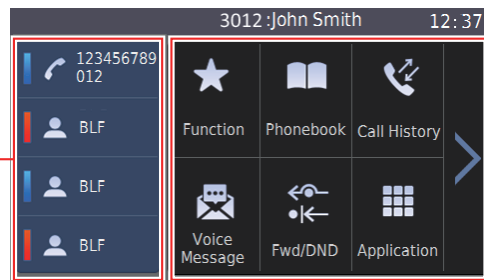 3012 :John Smith 12:37
123456789
012
BLF
BLF
BLF
Function Phonebook Call History
Voice
Message Fwd/DND Application